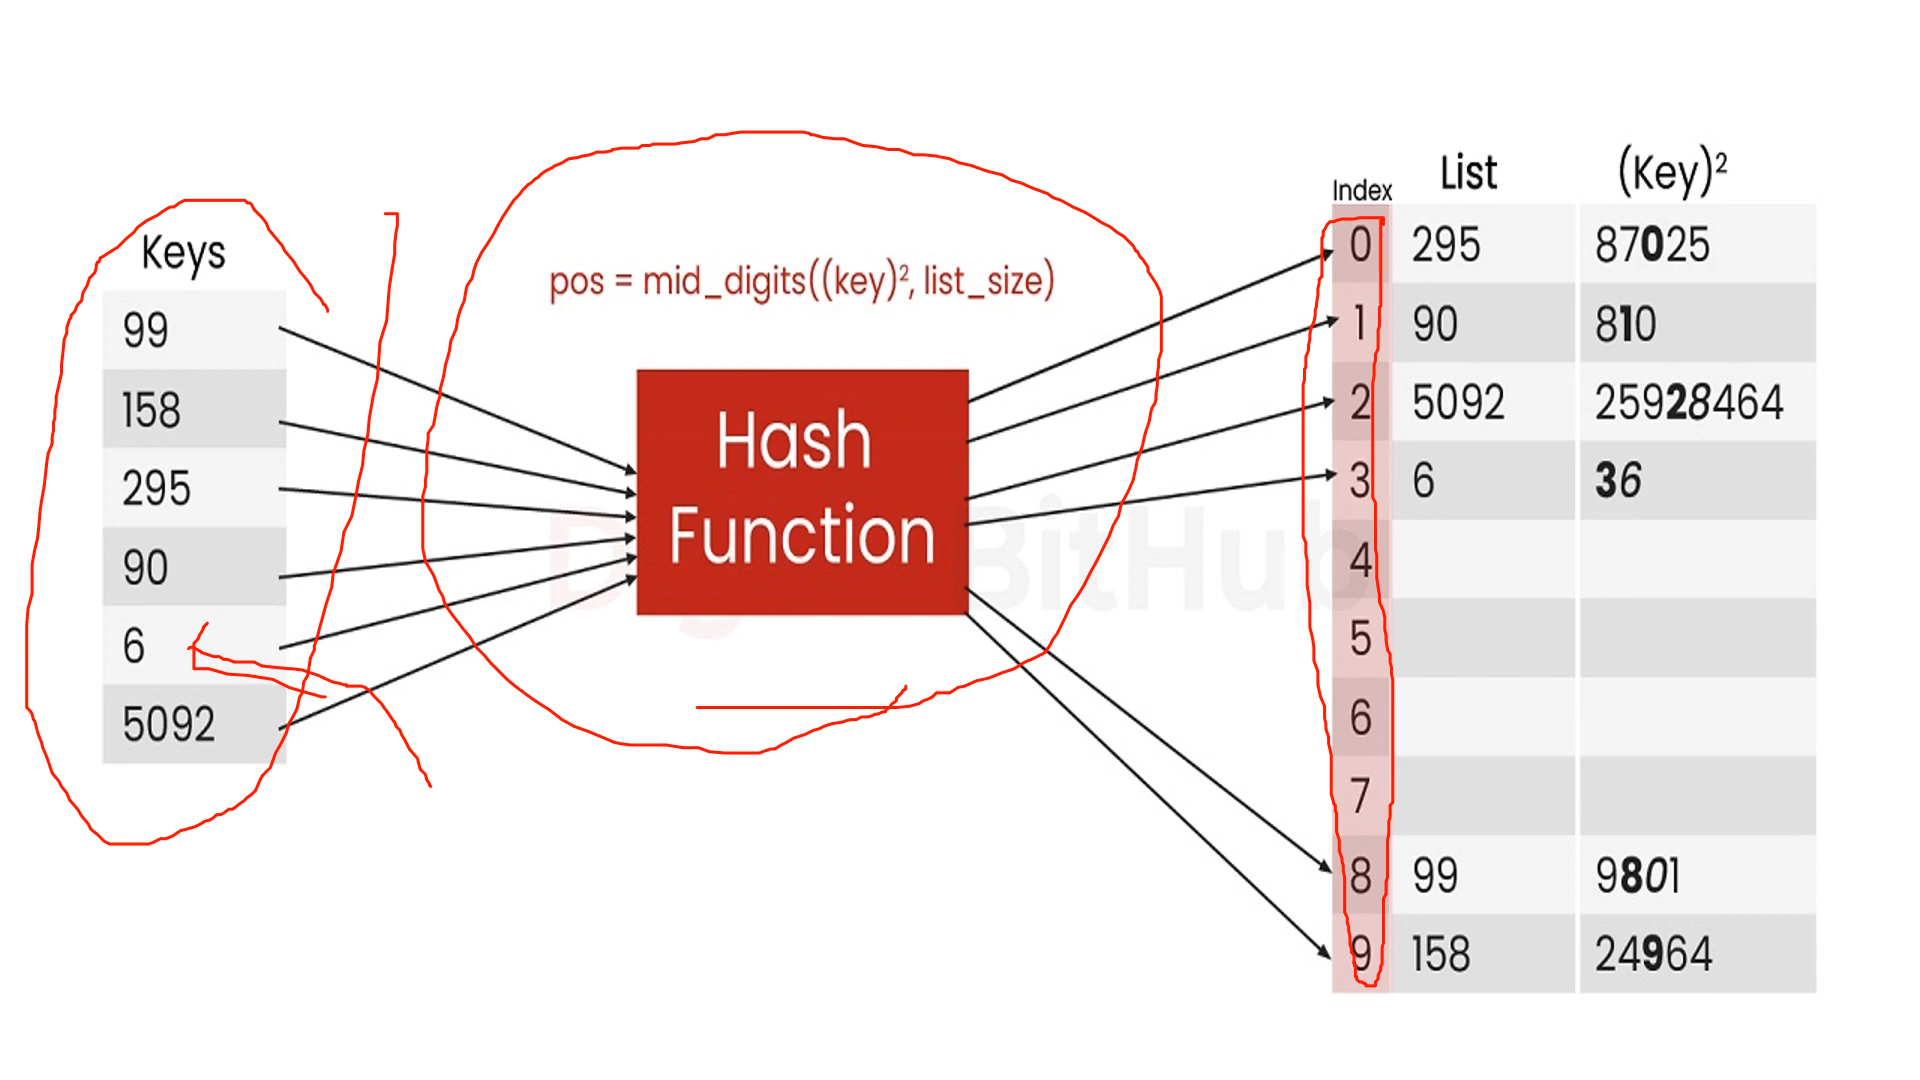 Keys
99
158
295
90
6
5092
pos = mid_digits((key)², list_size)
Hash
Function
BitHub
Index List (Key)²
0 295 87025
1 90 810
2 5092 25928464
3 6 36
4
5
6
7
8 99 9801
9 158 24964